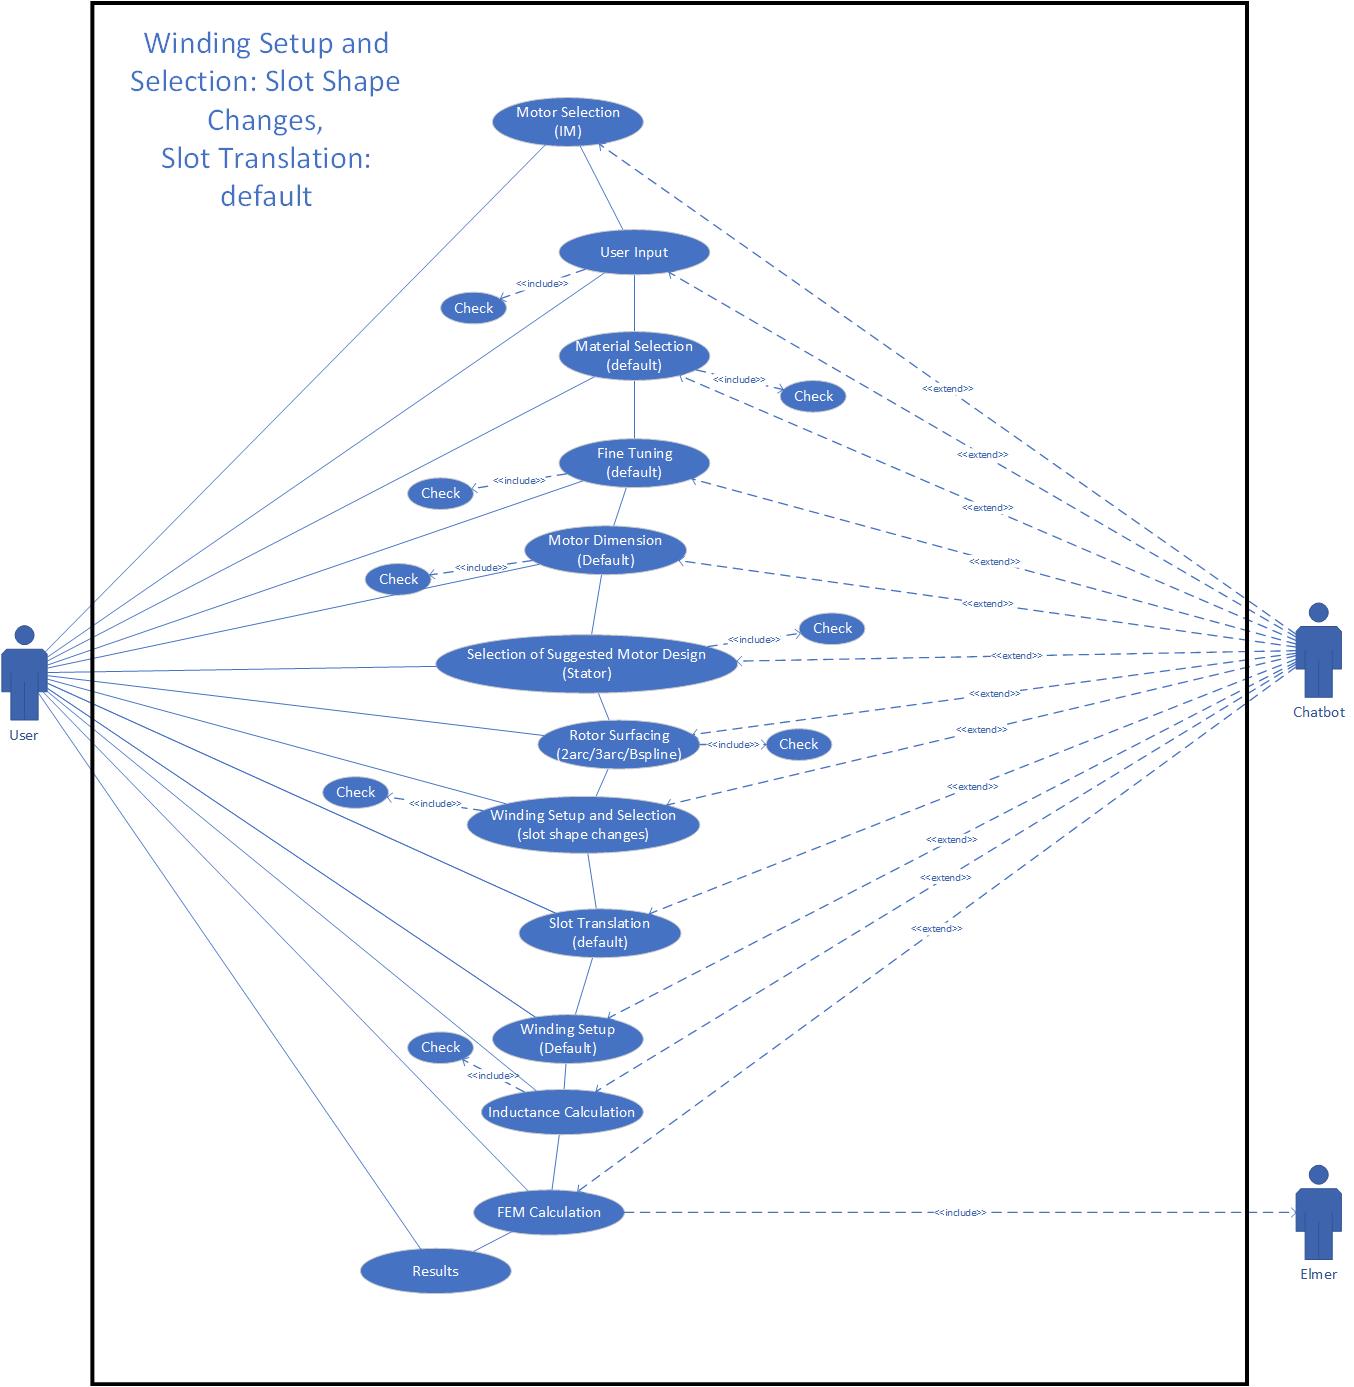 Winding Setup and
Selection: Slot Shape
Changes,
Slot Translation:
default
Motor Selection
(IM)
User Input
<<include>>
Check
Material Selection
(default)
<<include>>
Check
<<extend>>
Fine Tuning
(default)
<<extend>>
<<include>>
Check
<<extend>>
Motor Dimension
(Default)
<<extend>>
<<include>>
Check
<<extend>>
Check
<<include>>
Selection of Suggested Motor Design
(Stator)
<<extend>>
<<extend>>
Chatbot
User
Rotor Surfacing
(2arc/3arc/Bspline)
<<include>>
Check
<<extend>>
Check
<<include>>
Winding Setup and Selection
(slot shape changes)
<<extend>>
<<extend>>
<<extend>>
Slot Translation
(default)
<<extend>>
Winding Setup
(Default)
Check
<<include>>
Inductance Calculation
FEM Calculation
<<include>>
Results
Elmer